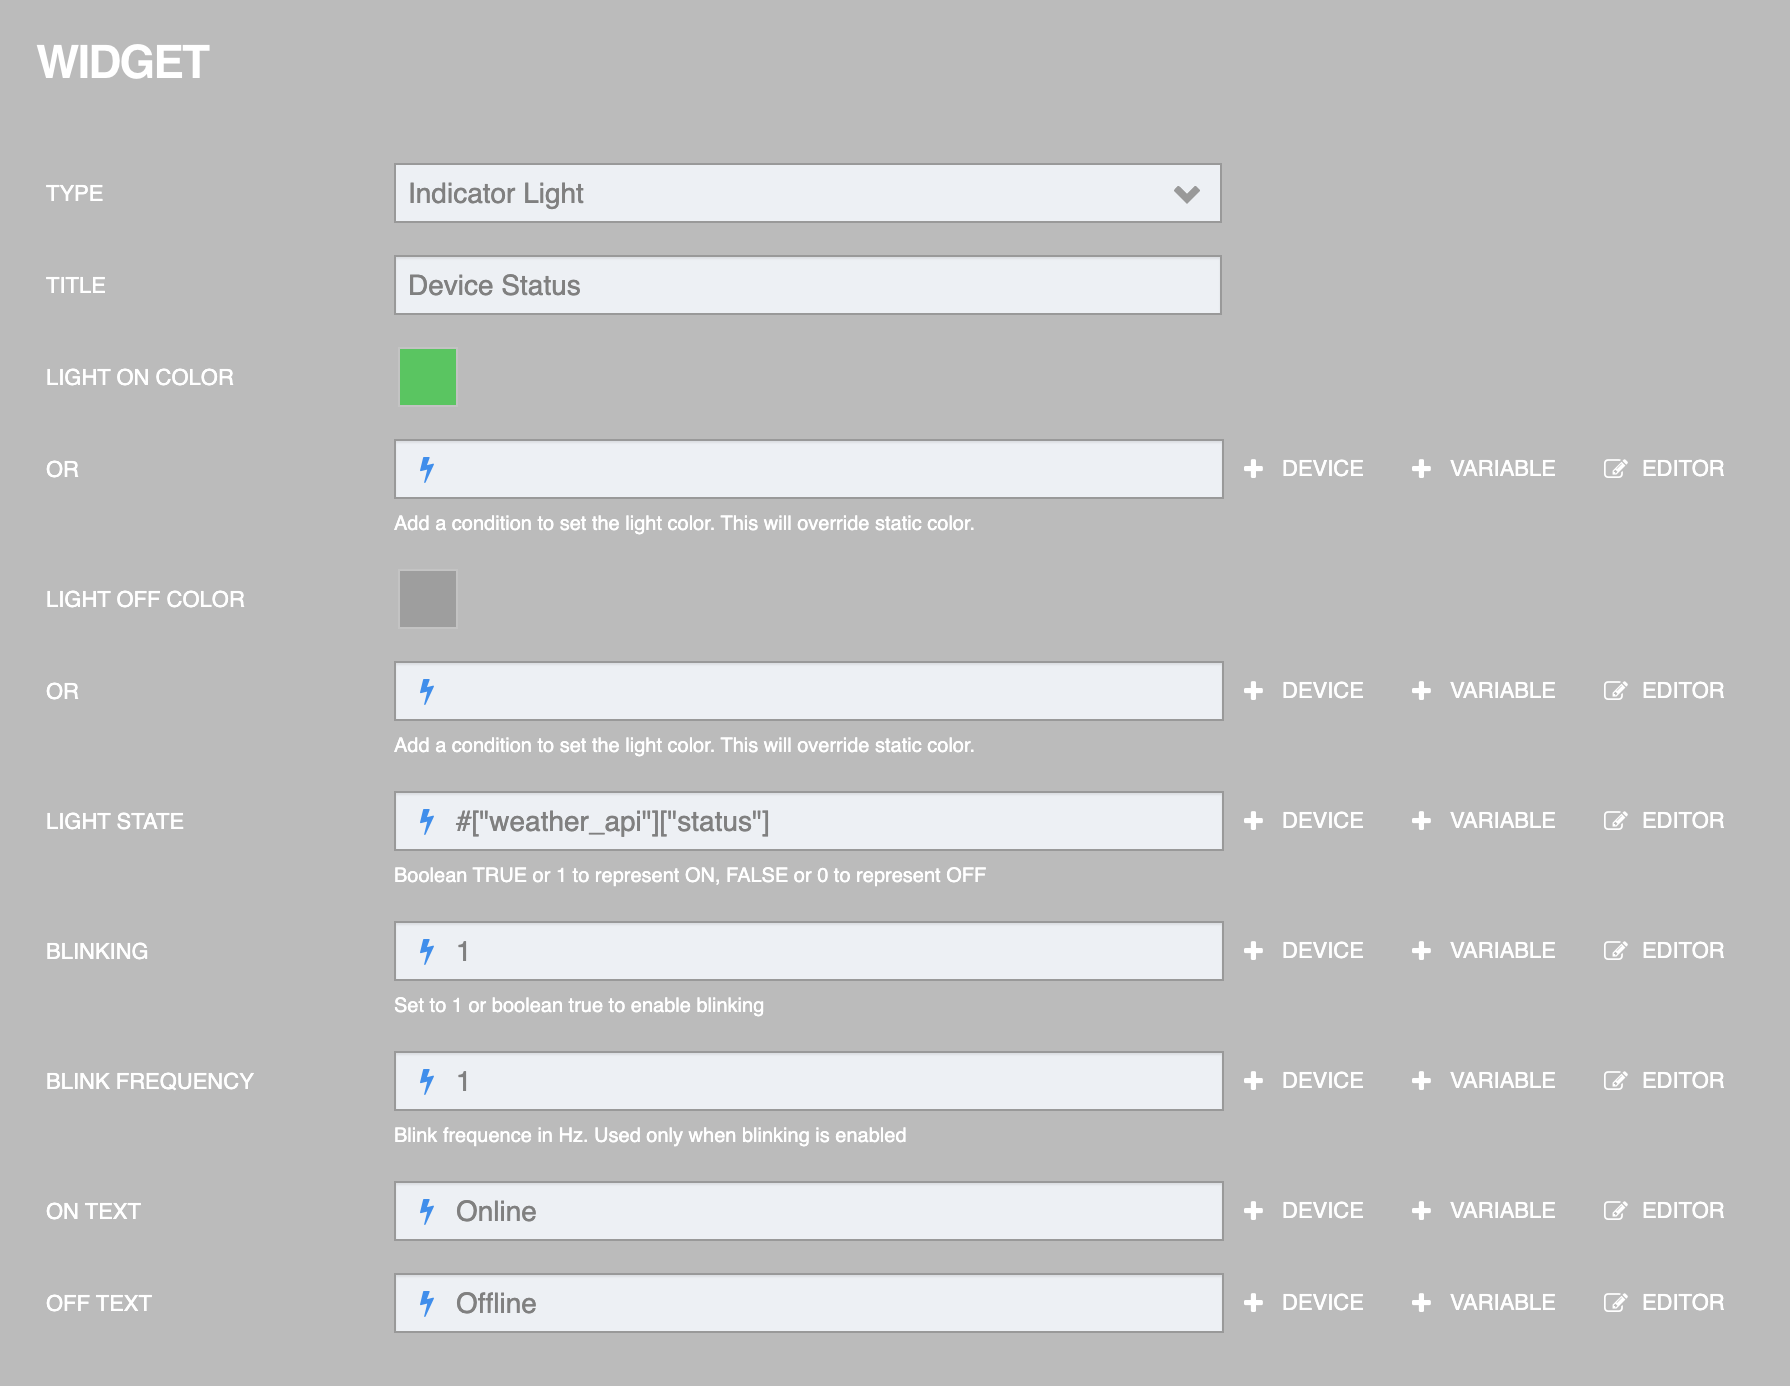 WIDGET
TYPE Indicator Light
TITLE Device Status
LIGHT ON COLOR
OR DEVICE VARIABLE EDITOR
Add a condition to set the light color. This will override static color.
LIGHT OFF COLOR
OR DEVICE VARIABLE EDITOR
Add a condition to set the light color. This will override static color.
LIGHT STATE #["weather_api"]["status"] DEVICE VARIABLE EDITOR
Boolean TRUE or 1 to represent ON, FALSE or 0 to represent OFF
BLINKING 1 DEVICE VARIABLE EDITOR
Set to 1 or boolean true to enable blinking
BLINK FREQUENCY 1 DEVICE VARIABLE EDITOR
Blink frequence in Hz. Used only when blinking is enabled
ON TEXT Online DEVICE VARIABLE EDITOR
OFF TEXT Offline DEVICE VARIABLE EDITOR